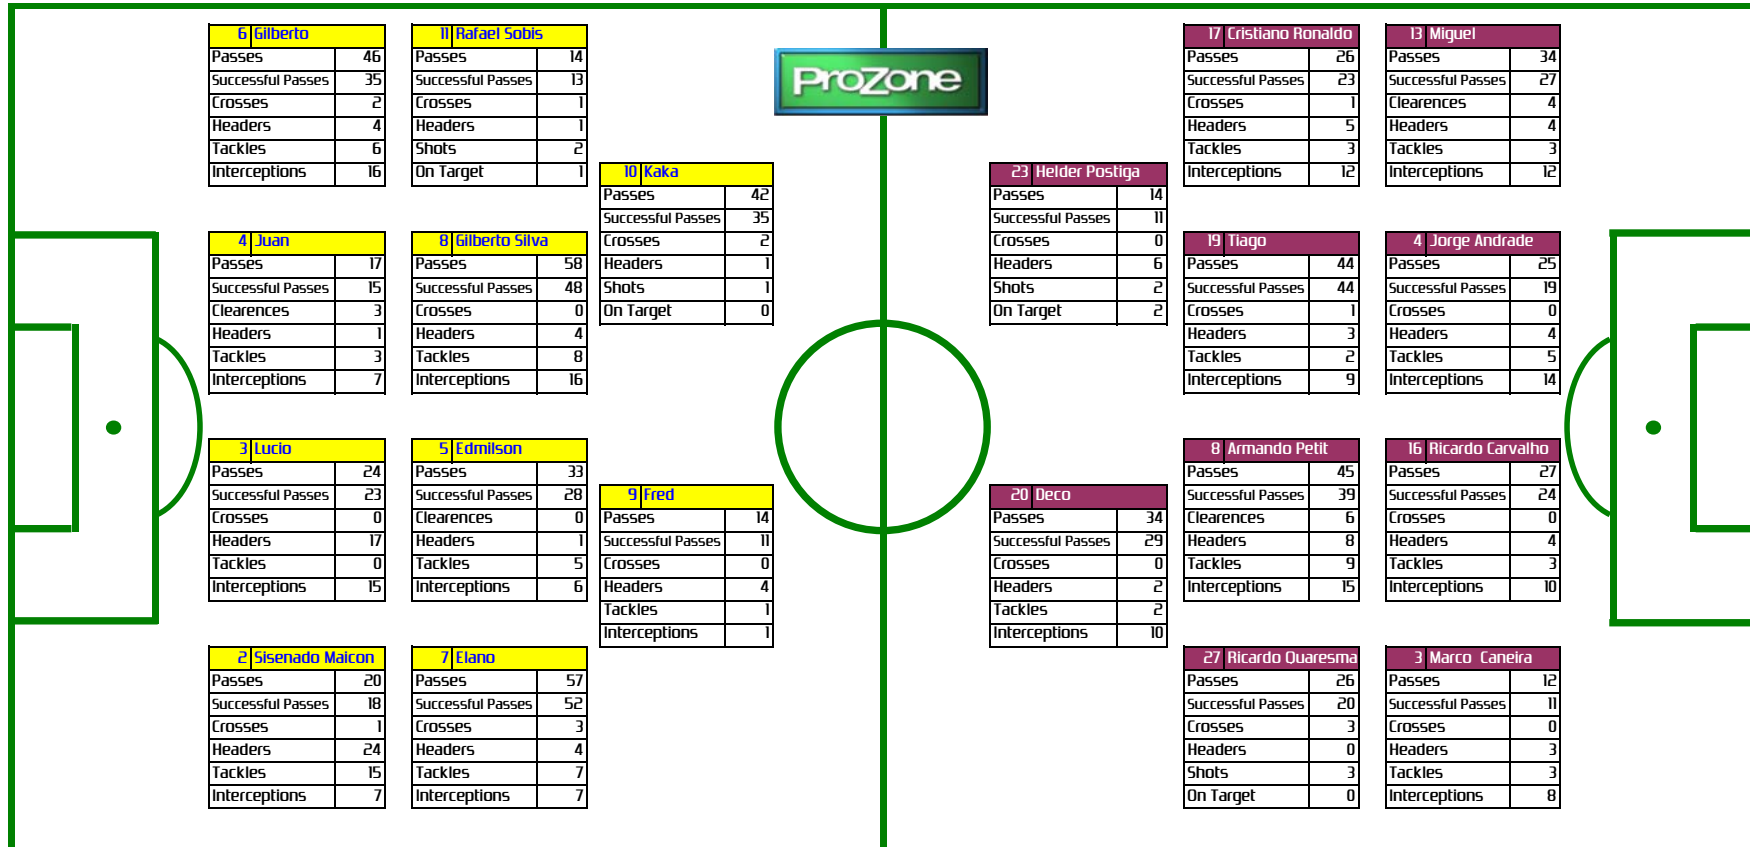 6 Gilberto
Passes 46
Successful Passes 35
Crosses 2
Headers 4
Tackles 6
Interceptions 16
11 Rafael Sobis
Passes 14
Successful Passes 13
Crosses 1
Headers 1
Shots 2
On Target 1
10 Kaka
Passes 42
Successful Passes 35
Crosses 2
Headers 1
Shots 1
On Target 0
4 Juan
Passes 17
Successful Passes 15
Clearences 3
Headers 1
Tackles 3
Interceptions 7
8 Gilberto Silva
Passes 58
Successful Passes 48
Crosses 0
Headers 4
Tackles 8
Interceptions 16
3 Lucio
Passes 24
Successful Passes 23
Crosses 0
Headers 17
Tackles 0
Interceptions 15
5 Edmilson
Passes 33
Successful Passes 28
Clearences 0
Headers 1
Tackles 5
Interceptions 6
9 Fred
Passes 14
Successful Passes 11
Crosses 0
Headers 4
Tackles 1
Interceptions 1
2 Sisenado Maicon
Passes 20
Successful Passes 18
Crosses 1
Headers 24
Tackles 15
Interceptions 7
7 Elano
Passes 57
Successful Passes 52
Crosses 3
Headers 4
Tackles 7
Interceptions 7
ProZone
23 Helder Postiga
Passes 14
Successful Passes 11
Crosses 0
Headers 6
Shots 2
On Target 2
17 Cristiano Ronaldo
Passes 26
Successful Passes 23
Crosses 1
Headers 5
Tackles 3
Interceptions 12
13 Miguel
Passes 34
Successful Passes 27
Clearences 4
Headers 4
Tackles 3
Interceptions 12
19 Tiago
Passes 44
Successful Passes 44
Crosses 1
Headers 3
Tackles 2
Interceptions 9
4 Jorge Andrade
Passes 25
Successful Passes 19
Crosses 0
Headers 4
Tackles 5
Interceptions 14
20 Deco
Passes 34
Successful Passes 29
Crosses 0
Headers 2
Tackles 2
Interceptions 10
8 Armando Petit
Passes 45
Successful Passes 39
Clearences 6
Headers 8
Tackles 9
Interceptions 15
16 Ricardo Carvalho
Passes 27
Successful Passes 24
Crosses 0
Headers 4
Tackles 3
Interceptions 10
27 Ricardo Quaresma
Passes 26
Successful Passes 20
Crosses 3
Headers 0
Shots 3
On Target 0
3 Marco Caneira
Passes 12
Successful Passes 11
Crosses 0
Headers 3
Tackles 3
Interceptions 8